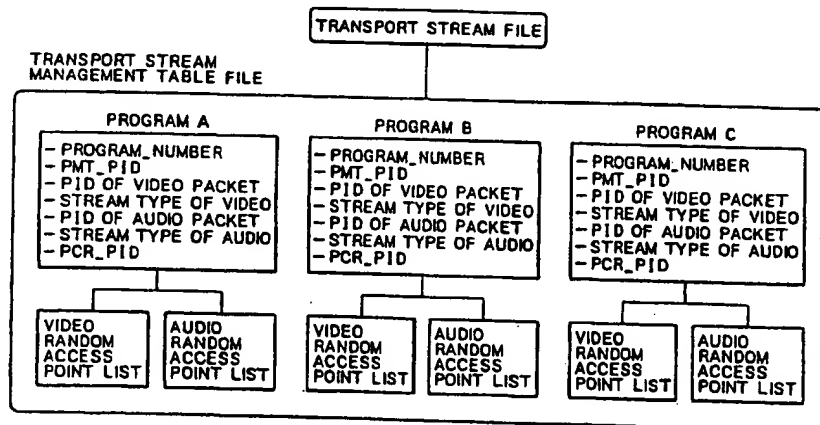 TRANSPORT STREAM FILE
TRANSPORT STREAM
MANAGEMENT TABLE FILE
PROGRAM A
- PROGRAM_NUMBER
- PMT_PID
- PID OF VIDEO PACKET
- STREAM TYPE OF VIDEO
- PID OF AUDIO PACKET
- STREAM TYPE OF AUDIO
- PCR_PID
VIDEO
RANDOM
ACCESS
POINT LIST
AUDIO
RANDOM
ACCESS
POINT LIST
PROGRAM B
- PROGRAM_NUMBER
- PMT_PID
- PID OF VIDEO PACKET
- STREAM TYPE OF VIDEO
- PID OF AUDIO PACKET
- STREAM TYPE OF AUDIO
- PCR_PID
VIDEO
RANDOM
ACCESS
POINT LIST
AUDIO
RANDOM
ACCESS
POINT LIST
PROGRAM C
- PROGRAM_NUMBER
- PMT_PID
- PID OF VIDEO PACKET
- STREAM TYPE OF VIDEO
- PID OF AUDIO PACKET
- STREAM TYPE OF AUDIO
- PCR_PID
VIDEO
RANDOM
ACCESS
POINT LIST
AUDIO
RANDOM
ACCESS
POINT LIST